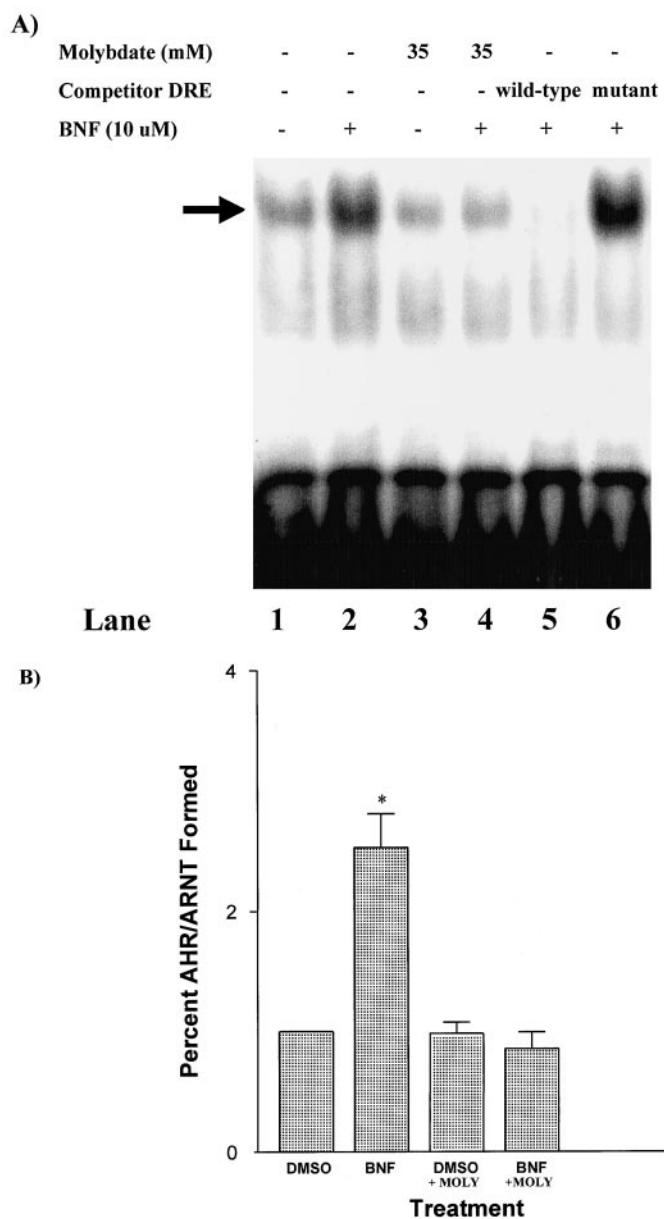 A)
Molybdate (mM) - - 35 35 - -
Competitor DRE - - - - wild-type mutant
BNF (10 uM) - + - + + +
Lane 1 2 3 4 5 6
B)
Percent AHR/ARNT Formed
4
2
0
*
DMSO BNF DMSO BNF
+ MOLY +MOLY
Treatment